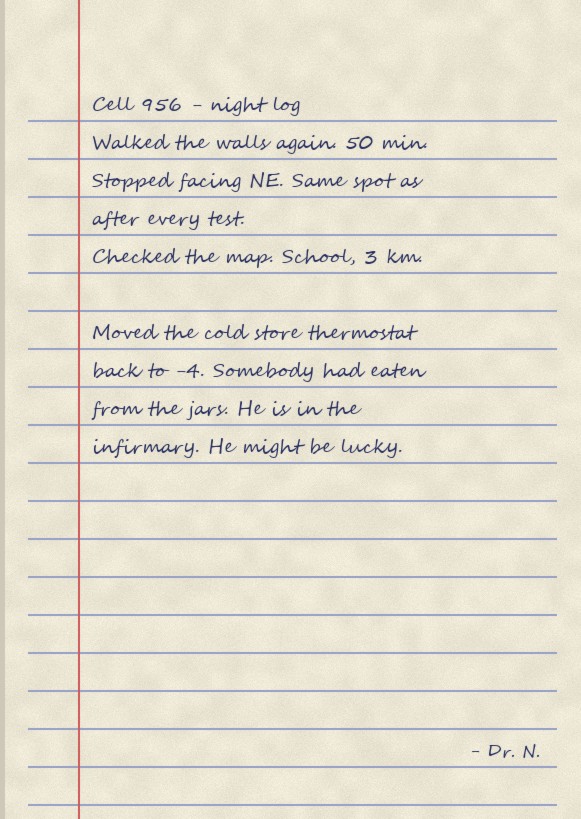 Cell 956 - night log
Walked the walls again. 50 min.
Stopped facing NE. Same spot as
after every test.
Checked the map. School, 3 km.
Moved the cold store thermostat
back to -4. Somebody had eaten
from the jars. He is in the
infirmary. He might be lucky.
- Dr. N.